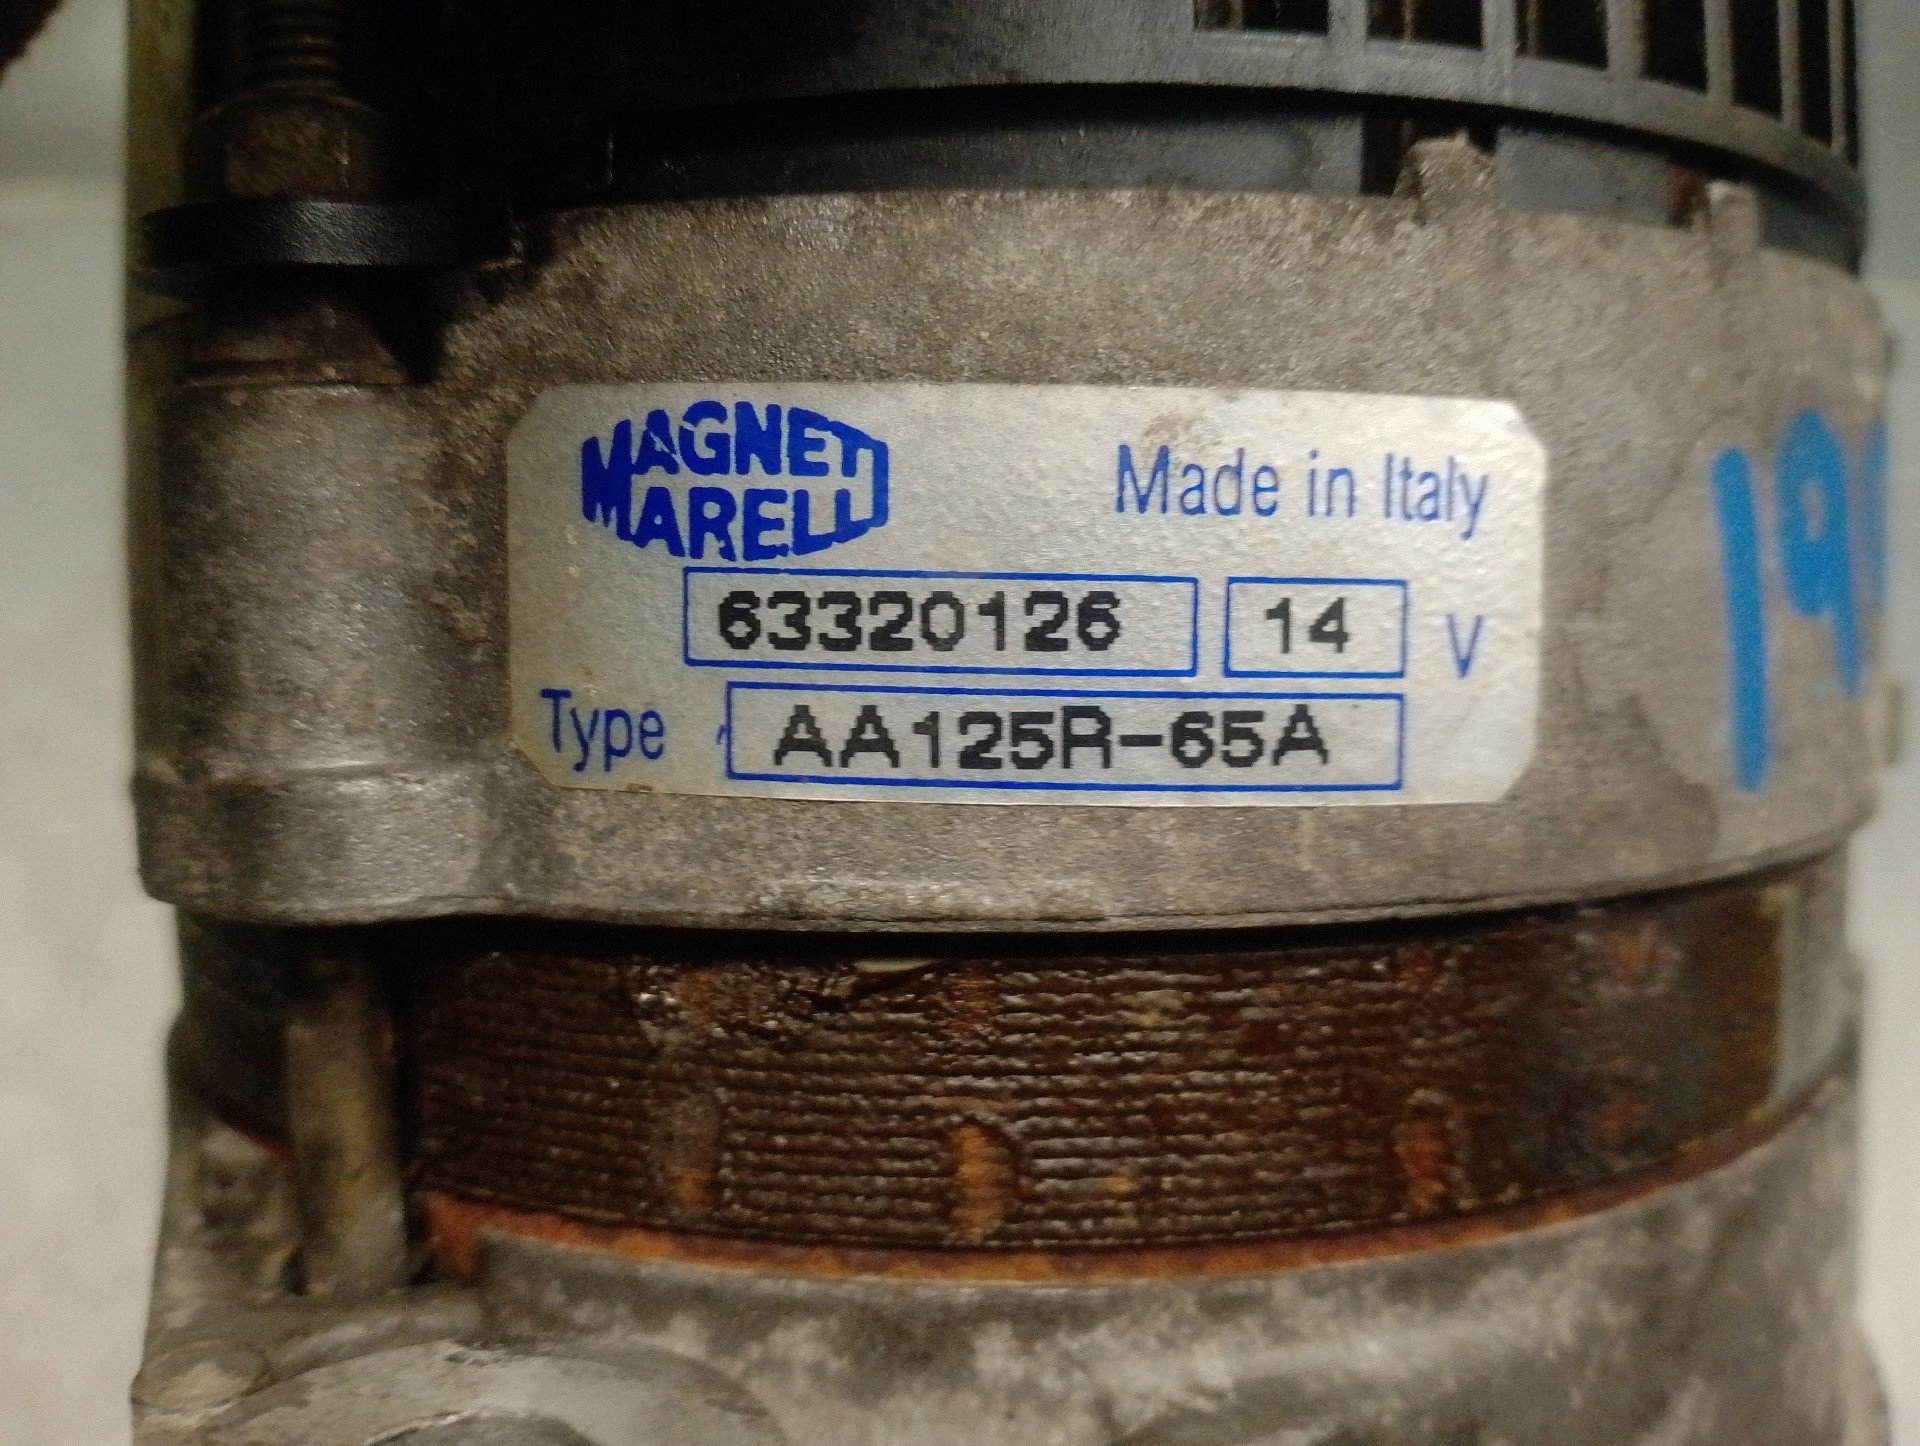 MAGNETI
MARELLI
Made in Italy
63320126 14 V
Type AA125R-65A